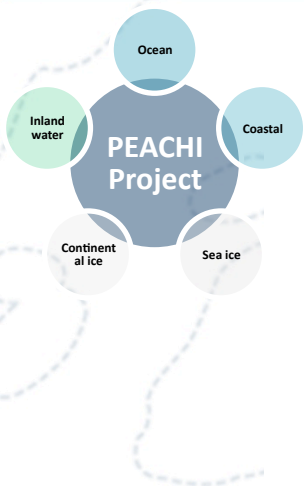 Ocean
Inland
water
Coastal
PEACHI
Project
Continent
al ice
Sea ice